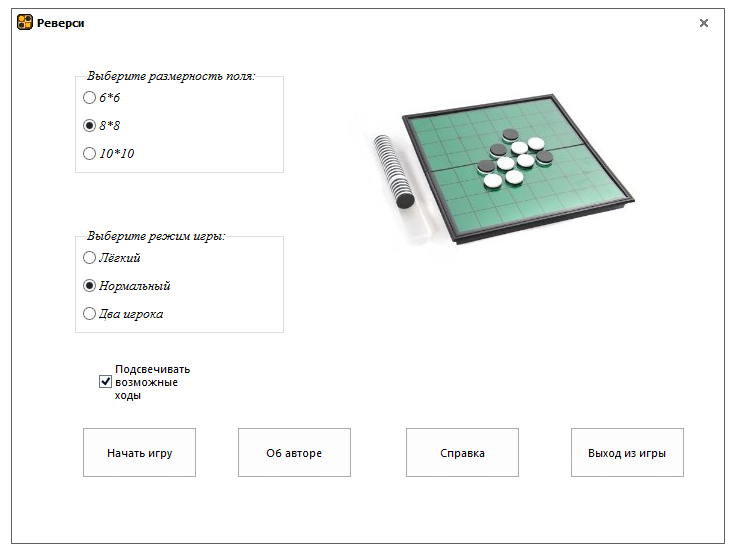 Реверси
Выберите размерность поля:
6*6
8*8
10*10
Выберите режим игры:
Лёгкий
Нормальный
Два игрока
Подсвечивать
возможные
ходы
Начать игру
Об авторе
Справка
Выход из игры